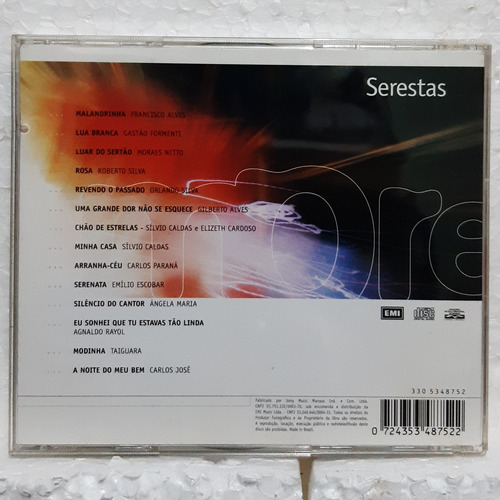 Serestas
MALANDRINHA FRANCISCO ALVES
LUA BRANCA GASTÃO FORMENTI
LUAR DO SERTÃO MORAES NETTO
ROSA ROBERTO SILVA
REVENDO O PASSADO ORLANDO SILVA
UMA GRANDE DOR NÃO SE ESQUECE GILBERTO ALVES
CHÃO DE ESTRELAS - SÍLVIO CALDAS e ELIZETH CARDOSO
MINHA CASA SÍLVIO CALDAS
ARRANHA-CÉU CARLOS PARANÁ
SERENATA EMÍLIO ESCOBAR
SILÊNCIO DO CANTOR ÂNGELA MARIA
EU SONHEI QUE TU ESTAVAS TÃO LINDA
AGNALDO RAYOL
MODINHA TAIGUARA
A NOITE DO MEU BEM CARLOS JOSÉ
ore
EMI
330 5348752
0 724353 487522